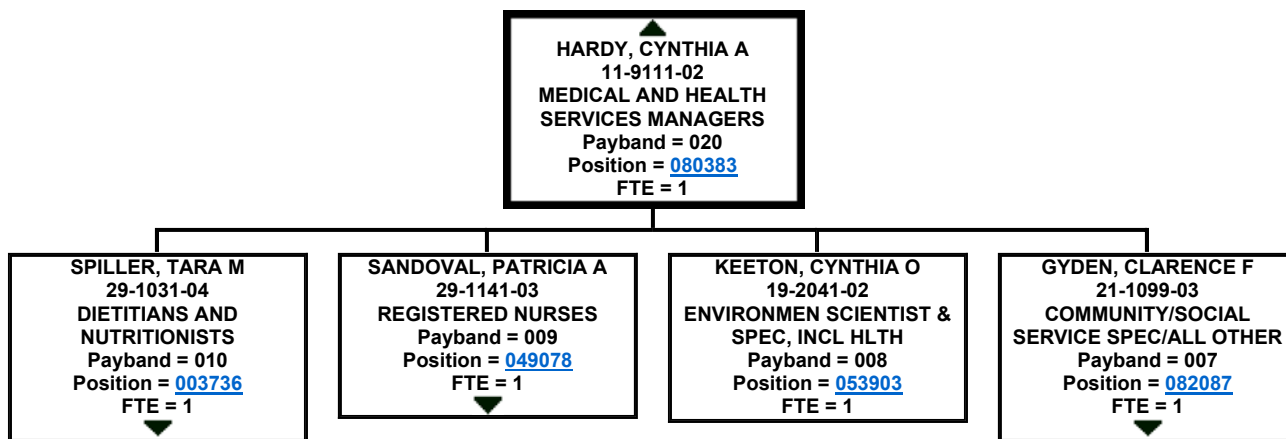 HARDY, CYNTHIA A
11-9111-02
MEDICAL AND HEALTH
SERVICES MANAGERS
Payband = 020
Position = 080383
FTE = 1
SPILLER, TARA M
29-1031-04
DIETITIANS AND
NUTRITIONISTS
Payband = 010
Position = 003736
FTE = 1
SANDOVAL, PATRICIA A
29-1141-03
REGISTERED NURSES
Payband = 009
Position = 049078
FTE = 1
KEETON, CYNTHIA O
19-2041-02
ENVIRONMEN SCIENTIST &
SPEC, INCL HLTH
Payband = 008
Position = 053903
FTE = 1
GYDEN, CLARENCE F
21-1099-03
COMMUNITY/SOCIAL
SERVICE SPEC/ALL OTHER
Payband = 007
Position = 082087
FTE = 1